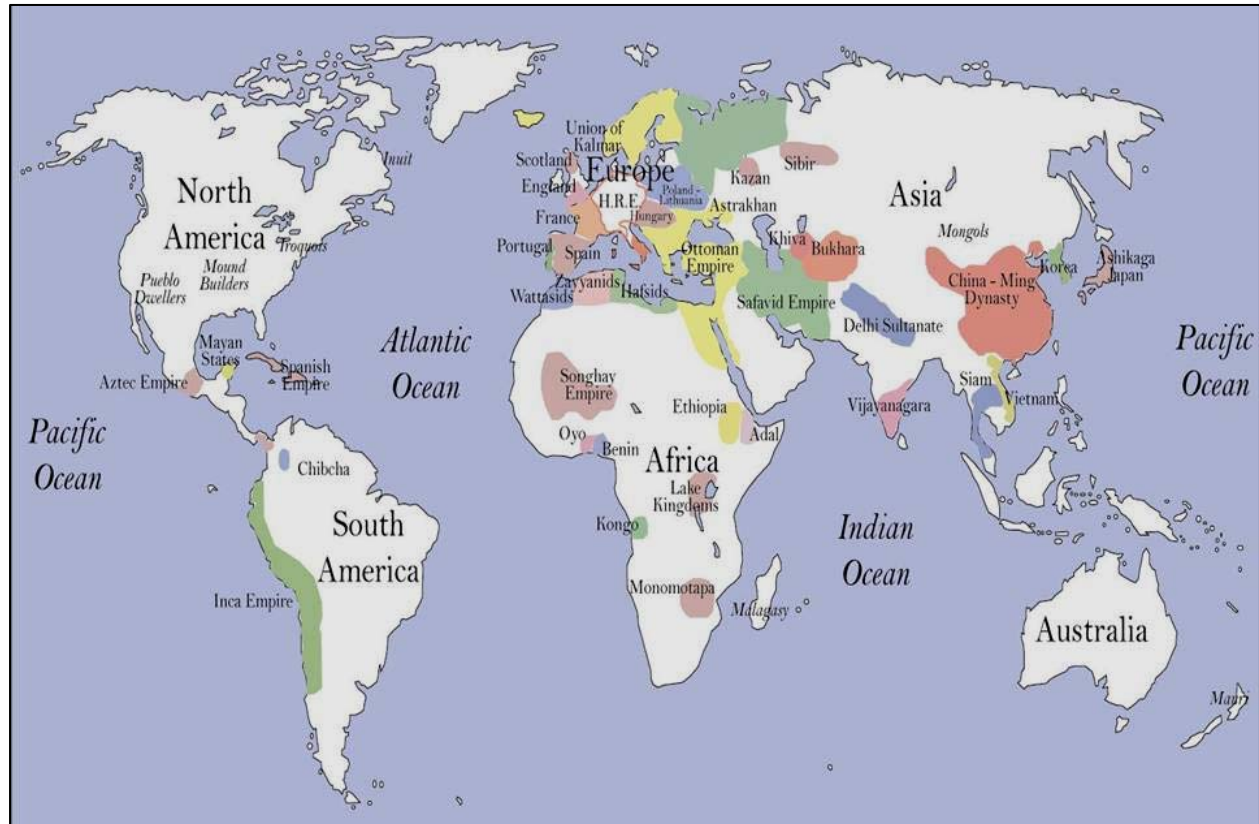 Inuit
North
America
Iroquois
Mound
Builders
Pueblo
Dwellers
Mayan
States
Spanish
Empire
Aztec Empire
Atlantic
Ocean
Pacific
Ocean
Chibcha
South
America
Inca Empire
Union of
Kalmar
Scotland
Europe
England
H.R.E.
Poland -
Lithuania
France
Hungary
Astrakhan
Kazan
Sibir
Portugal
Spain
Ottoman
Empire
Wattasids
Zayyanids
Hafsids
Khiva
Bukhara
Safavid Empire
Asia
Mongols
Korea
Ashikaga
Japan
China - Ming
Dynasty
Delhi Sultanate
Vijayanagara
Siam
Vietnam
Pacific
Ocean
Songhay
Empire
Ethiopia
Adal
Oyo
Benin
Africa
Lake
Kingdoms
Kongo
Monomotapa
Malagasy
Indian
Ocean
Australia
Mauri